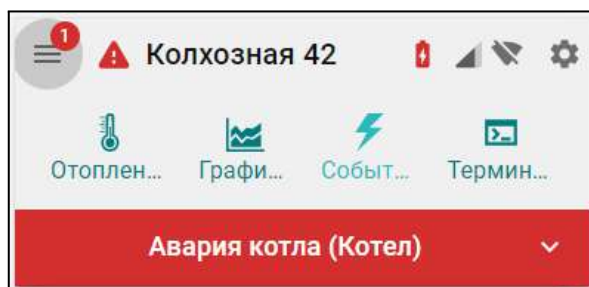 1
Колхозная 42
Отоплен... Графи... Событ... Термин...
Авария котла (Котел)